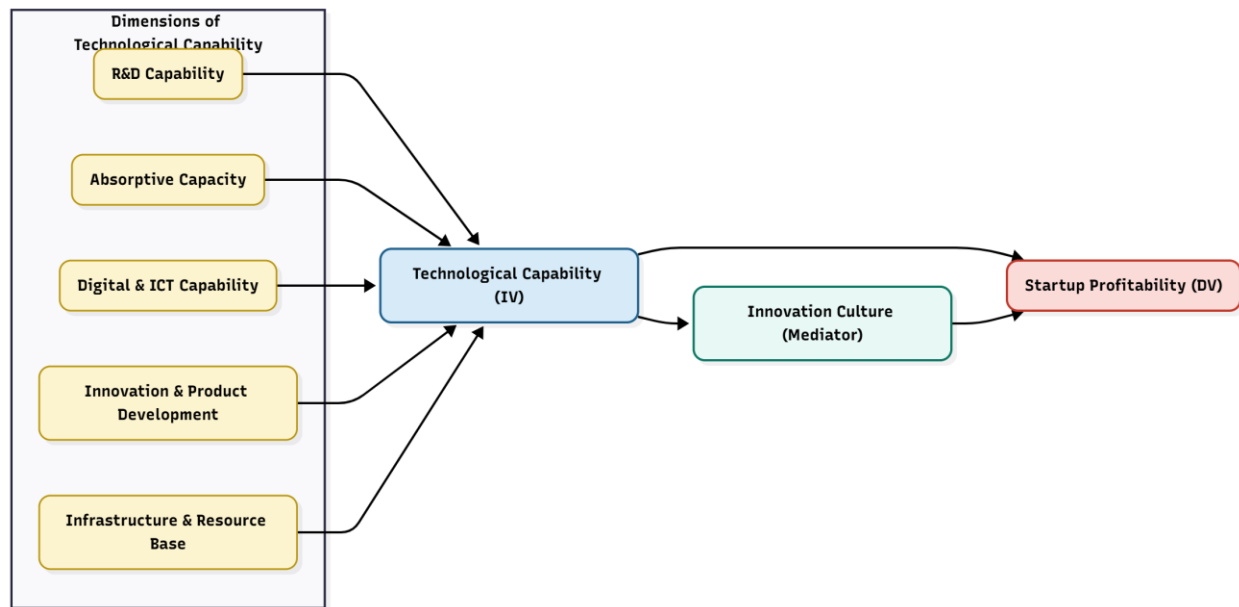 Dimensions of
Technological Capability
R&D Capability
Absorptive Capacity
Digital & ICT Capability
Innovation & Product
Development
Infrastructure & Resource
Base
Technological Capability
(IV)
Innovation Culture
(Mediator)
Startup Profitability (DV)